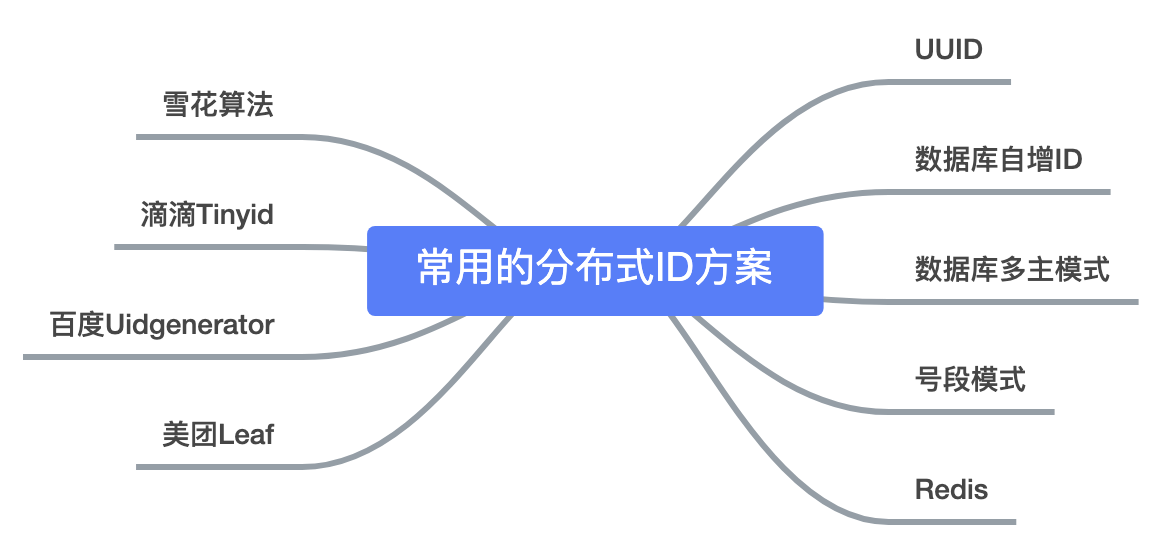 常用的分布式ID方案
UUID
数据库自增ID
数据库多主模式
号段模式
Redis
雪花算法
滴滴Tinyid
百度Uidgenerator
美团Leaf